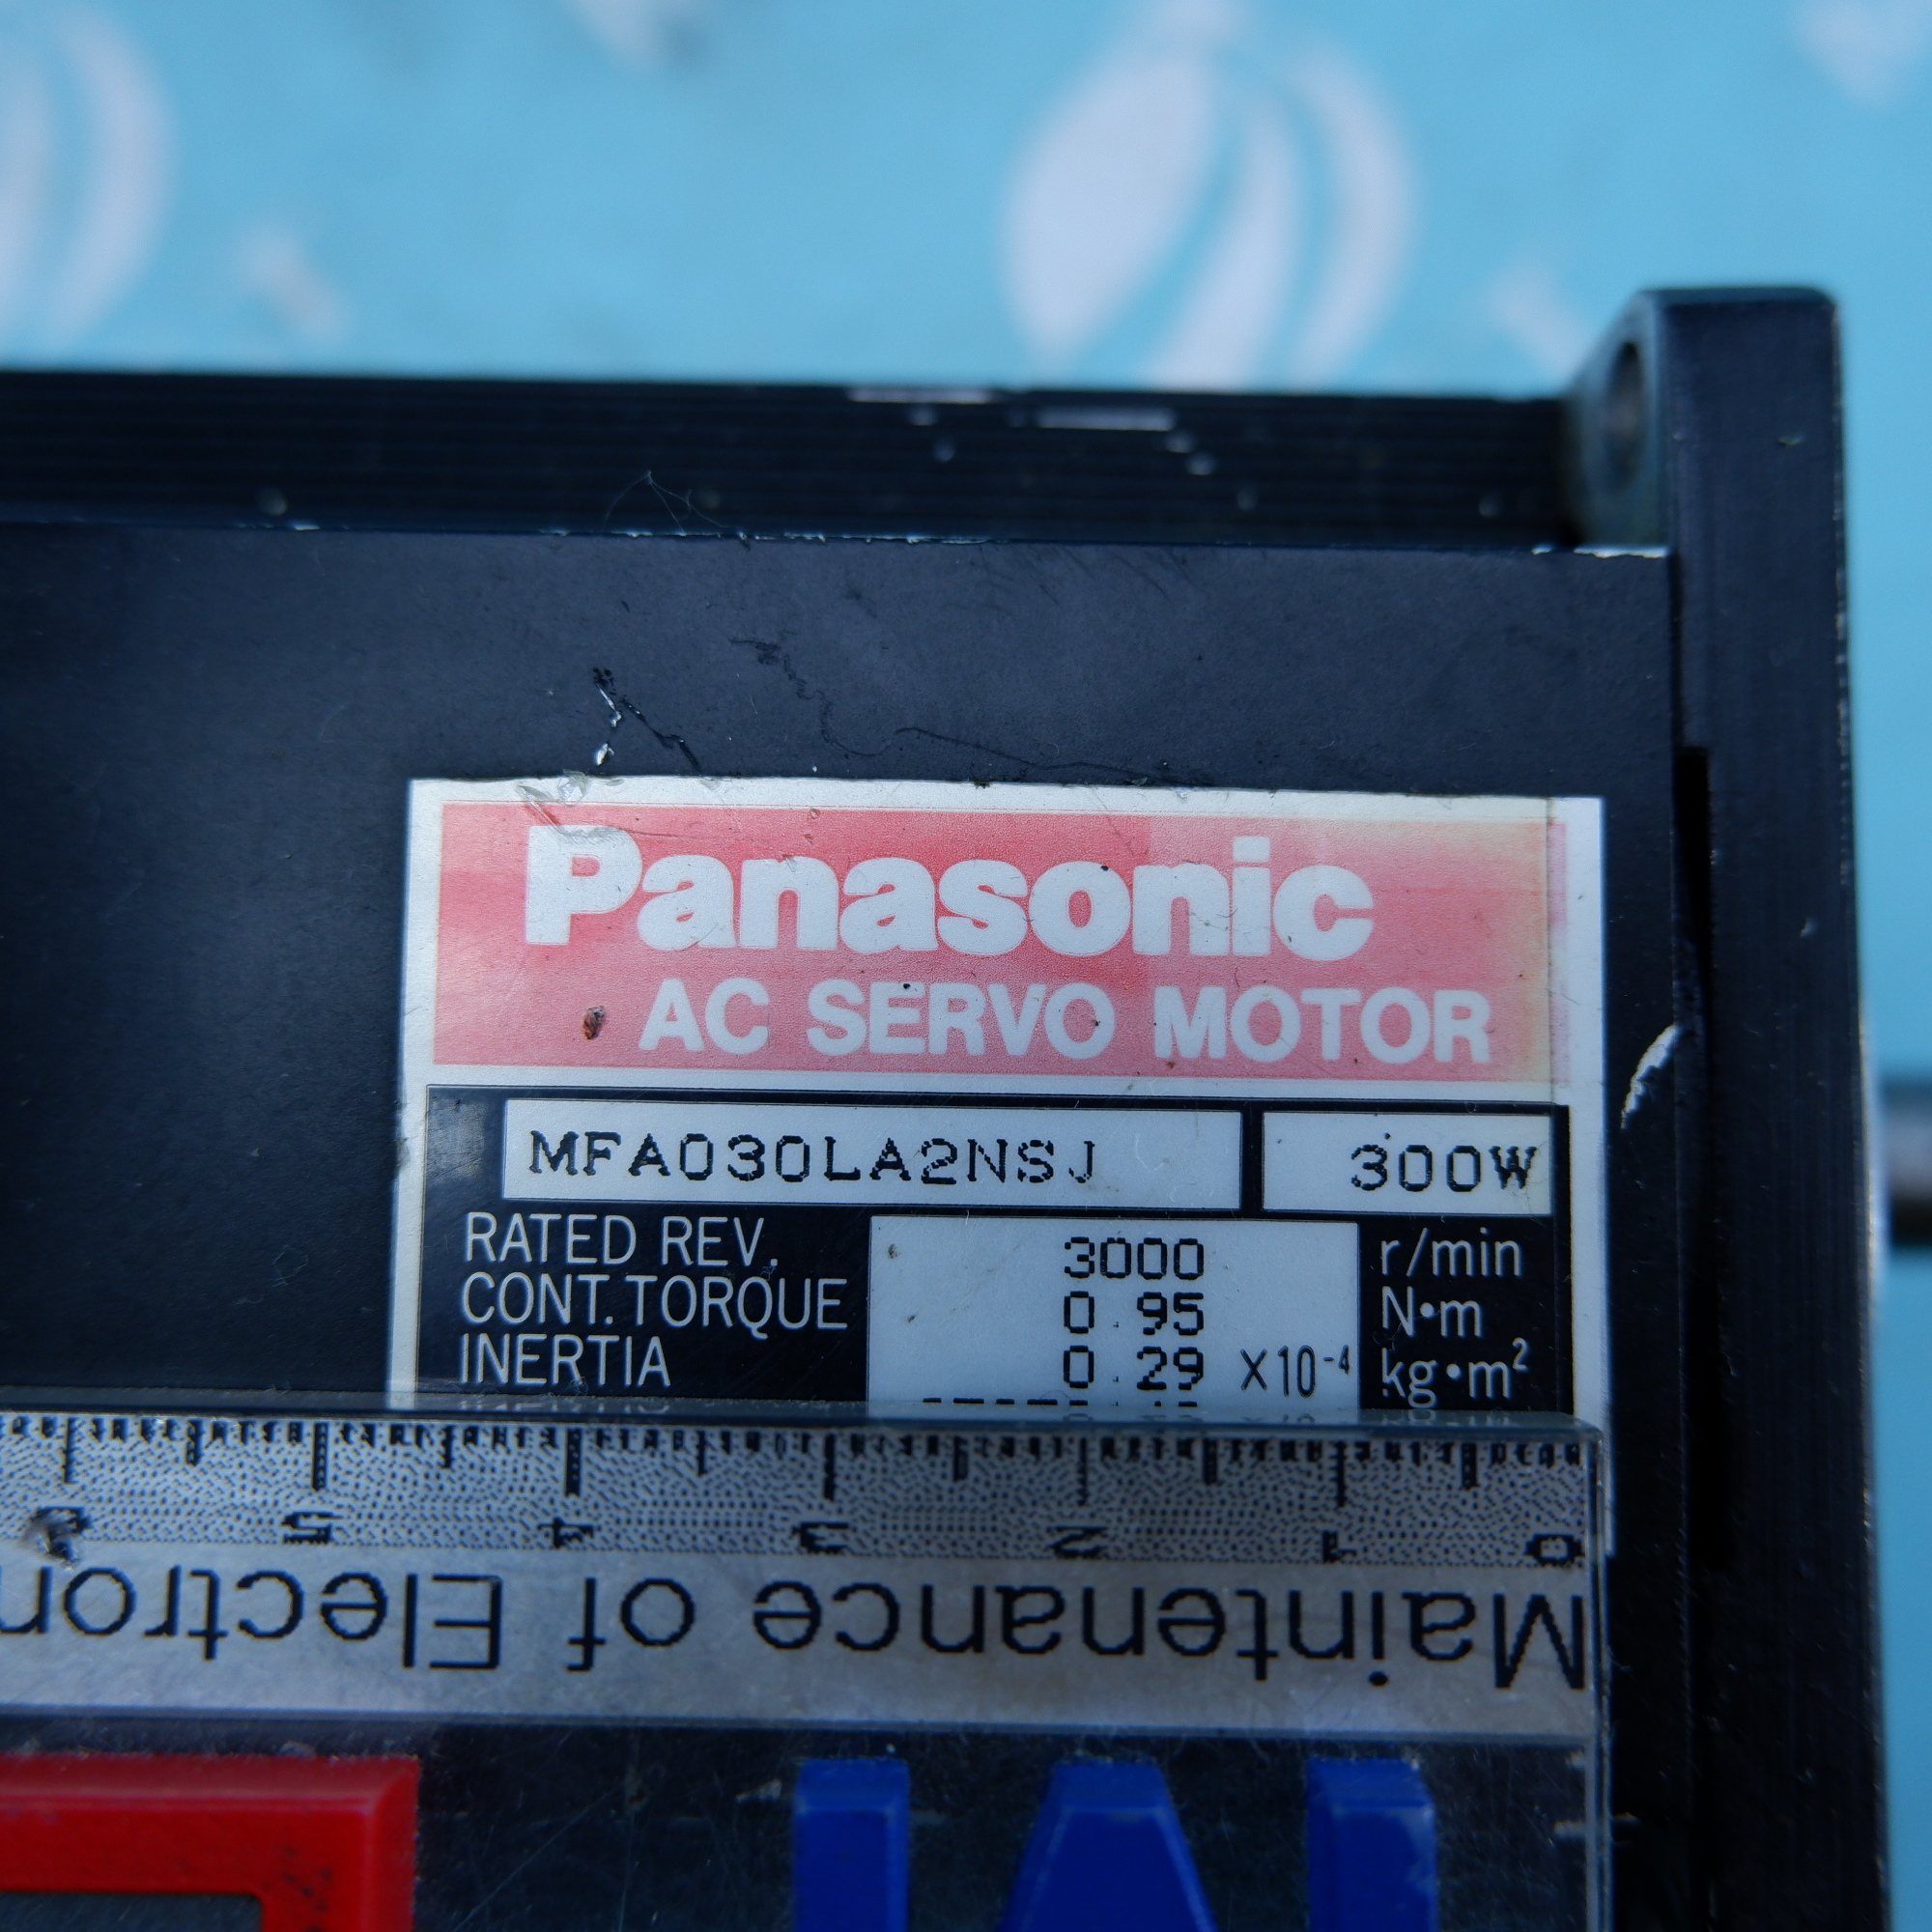 Panasonic
AC SERVO MOTOR
MFA030LA2NSJ 300W
RATED REV. 3000 r/min
CONT. TORQUE 0.95 N·m
INERTIA 0.29 ×10⁻⁴ kg·m²
0 1 2 3 4 5
Maintenance of Electron